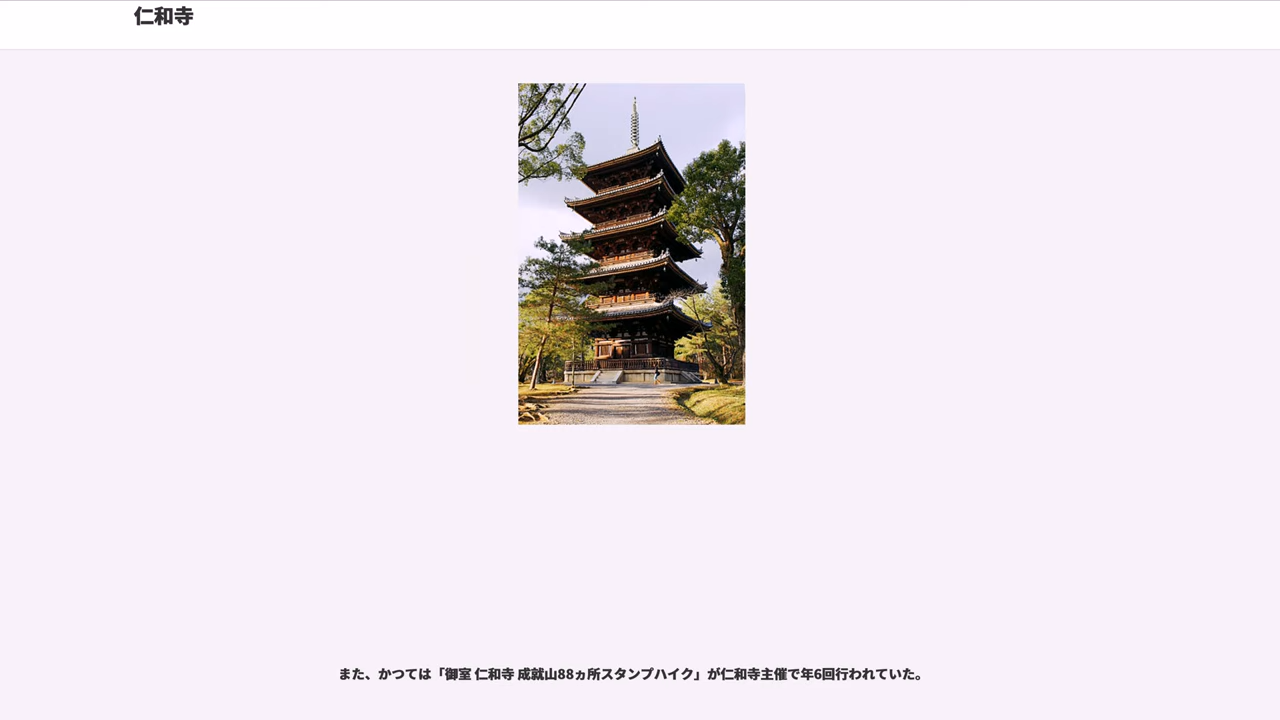 仁和寺
また、かつては「御室 仁和寺 成就山88ヵ所スタンプハイク」が仁和寺主催で年6回行われていた。